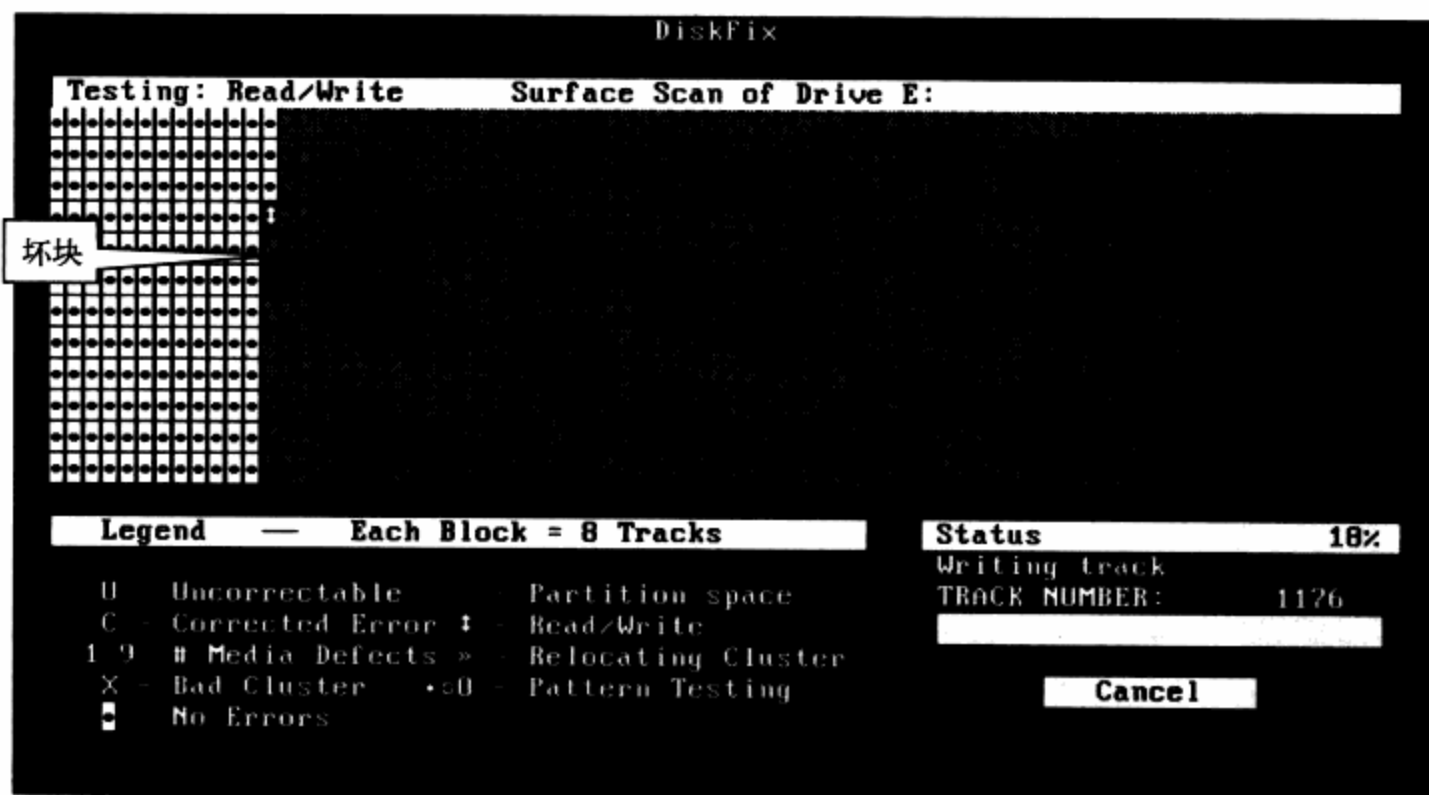 DiskFix
Testing: Read/Write Surface Scan of Drive E:
坏块
Legend — Each Block = 8 Tracks
U Uncorrectable - Partition space
C - Corrected Error ↕ - Read/Write
1 9 # Media Defects » - Relocating Cluster
X - Bad Cluster - Pattern Testing
No Errors
Status 18%
Writing track
TRACK NUMBER: 1176
Cancel